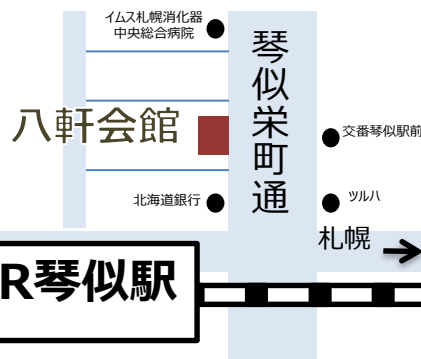 イムス札幌消化器
中央総合病院
琴似栄町通
八軒会館
交番琴似駅前
北海道銀行
ツルハ
札幌
R琴似駅